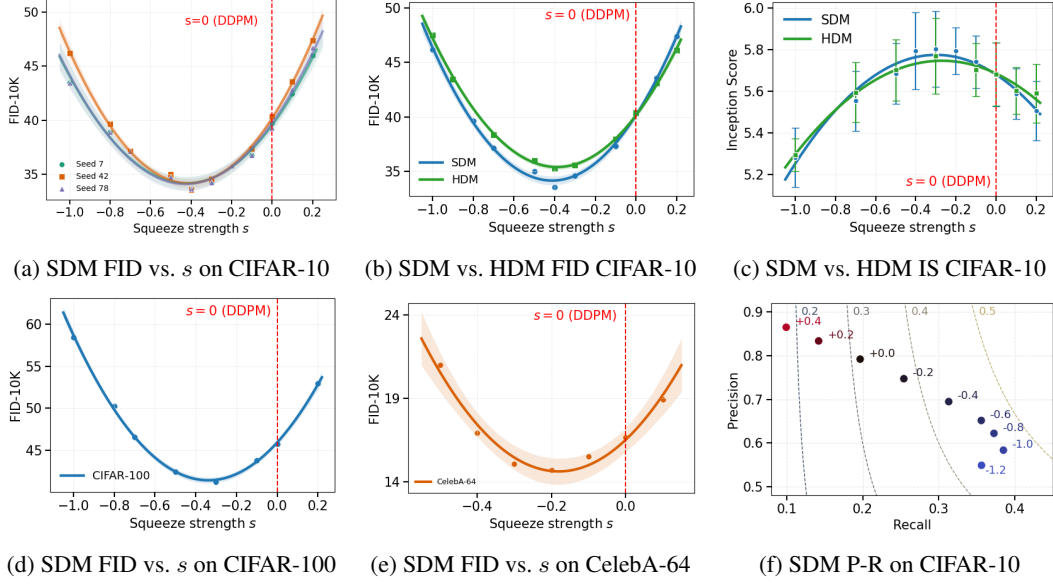 s=0 (DDPM)
FID-10K
45
40
35
Seed 7
Seed 42
Seed 78
−1.0 −0.8 −0.6 −0.4 −0.2 0.0 0.2
Squeeze strength s
(a) SDM FID vs. s on CIFAR-10
s = 0 (DDPM)
FID-10K
45
40
35
SDM
HDM
−1.0 −0.8 −0.6 −0.4 −0.2 0.0 0.2
Squeeze strength s
(b) SDM vs. HDM FID CIFAR-10
SDM
HDM
Inception Score
6.0
5.8
5.6
5.4
5.2
s = 0 (DDPM)
−1.0 −0.8 −0.6 −0.4 −0.2 0.0 0.2
Squeeze strength s
(c) SDM vs. HDM IS CIFAR-10
s = 0 (DDPM)
FID-10K
60
55
50
45
CIFAR-100
−1.0 −0.8 −0.6 −0.4 −0.2 0.0 0.2
Squeeze strength s
(d) SDM FID vs. s on CIFAR-100
s = 0 (DDPM)
FID-10K
24
21
18
14
CelebA-64
−0.4 −0.2 0.0
Squeeze strength s
(e) SDM FID vs. s on CelebA-64
Precision
0.9
0.8
0.7
0.6
0.5
0.2 0.3 0.4 0.5
+0.4
+0.2
+0.0
-0.2
-0.4
-0.6
-0.8
-1.0
-1.2
0.1 0.2 0.3 0.4
Recall
(f) SDM P-R on CIFAR-10